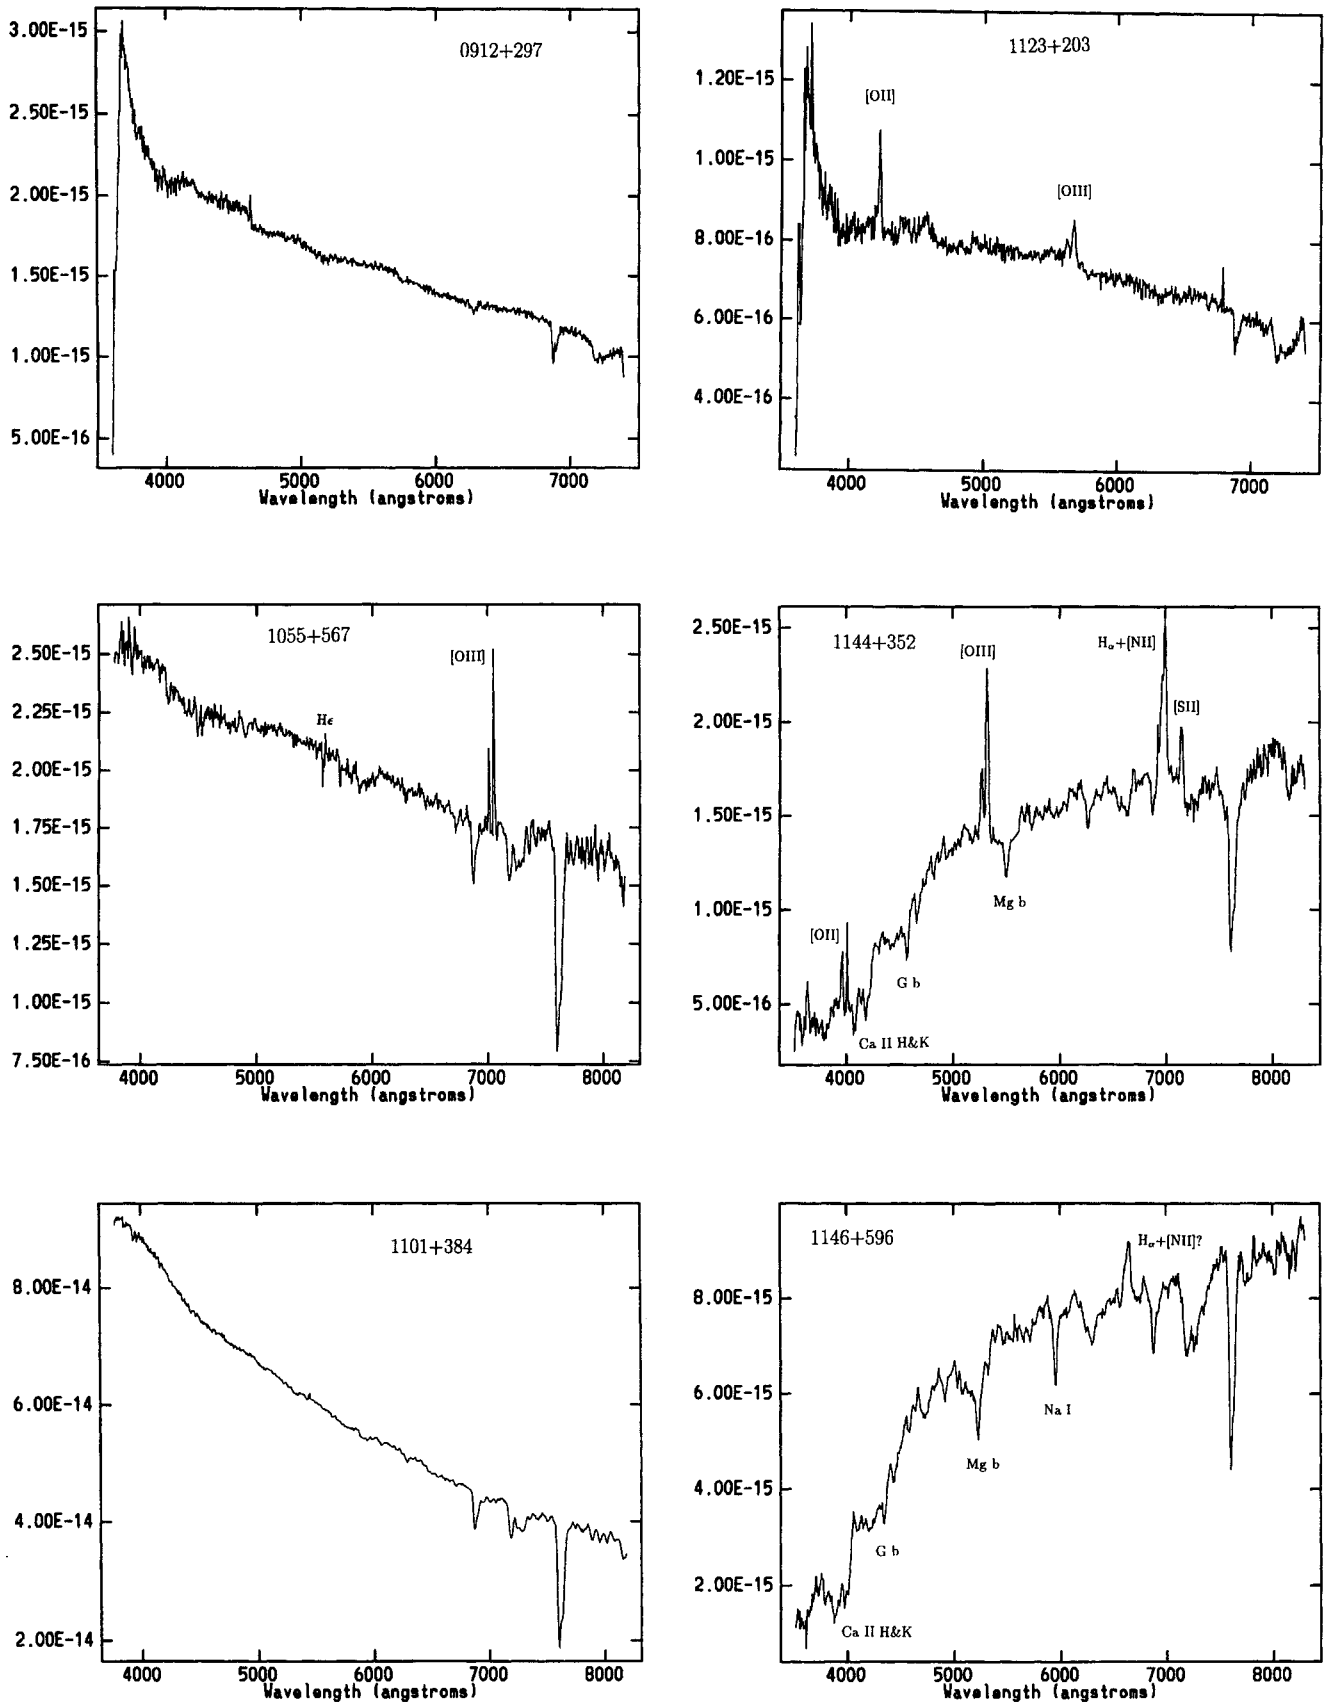 0912+297
3.00E-15
2.50E-15
2.00E-15
1.50E-15
1.00E-15
5.00E-16
4000 5000 6000 7000
Wavelength (angstroms)
1123+203
[OII]
[OIII]
1.20E-15
1.00E-15
8.00E-16
6.00E-16
4.00E-16
4000 5000 6000 7000
Wavelength (angstroms)
1055+567
[OIII]
Hϵ
2.50E-15
2.25E-15
2.00E-15
1.75E-15
1.50E-15
1.25E-15
1.00E-15
7.50E-16
4000 5000 6000 7000 8000
Wavelength (angstroms)
1144+352
[OIII]
Hα+[NII]
[SII]
Mg b
[OII]
G b
Ca II H&K
2.50E-15
2.00E-15
1.50E-15
1.00E-15
5.00E-16
4000 5000 6000 7000 8000
Wavelength (angstroms)
1101+384
8.00E-14
6.00E-14
4.00E-14
2.00E-14
4000 5000 6000 7000 8000
Wavelength (angstroms)
1146+596
Hα+[NII]?
Na I
Mg b
G b
Ca II H&K
8.00E-15
6.00E-15
4.00E-15
2.00E-15
4000 5000 6000 7000 8000
Wavelength (angstroms)